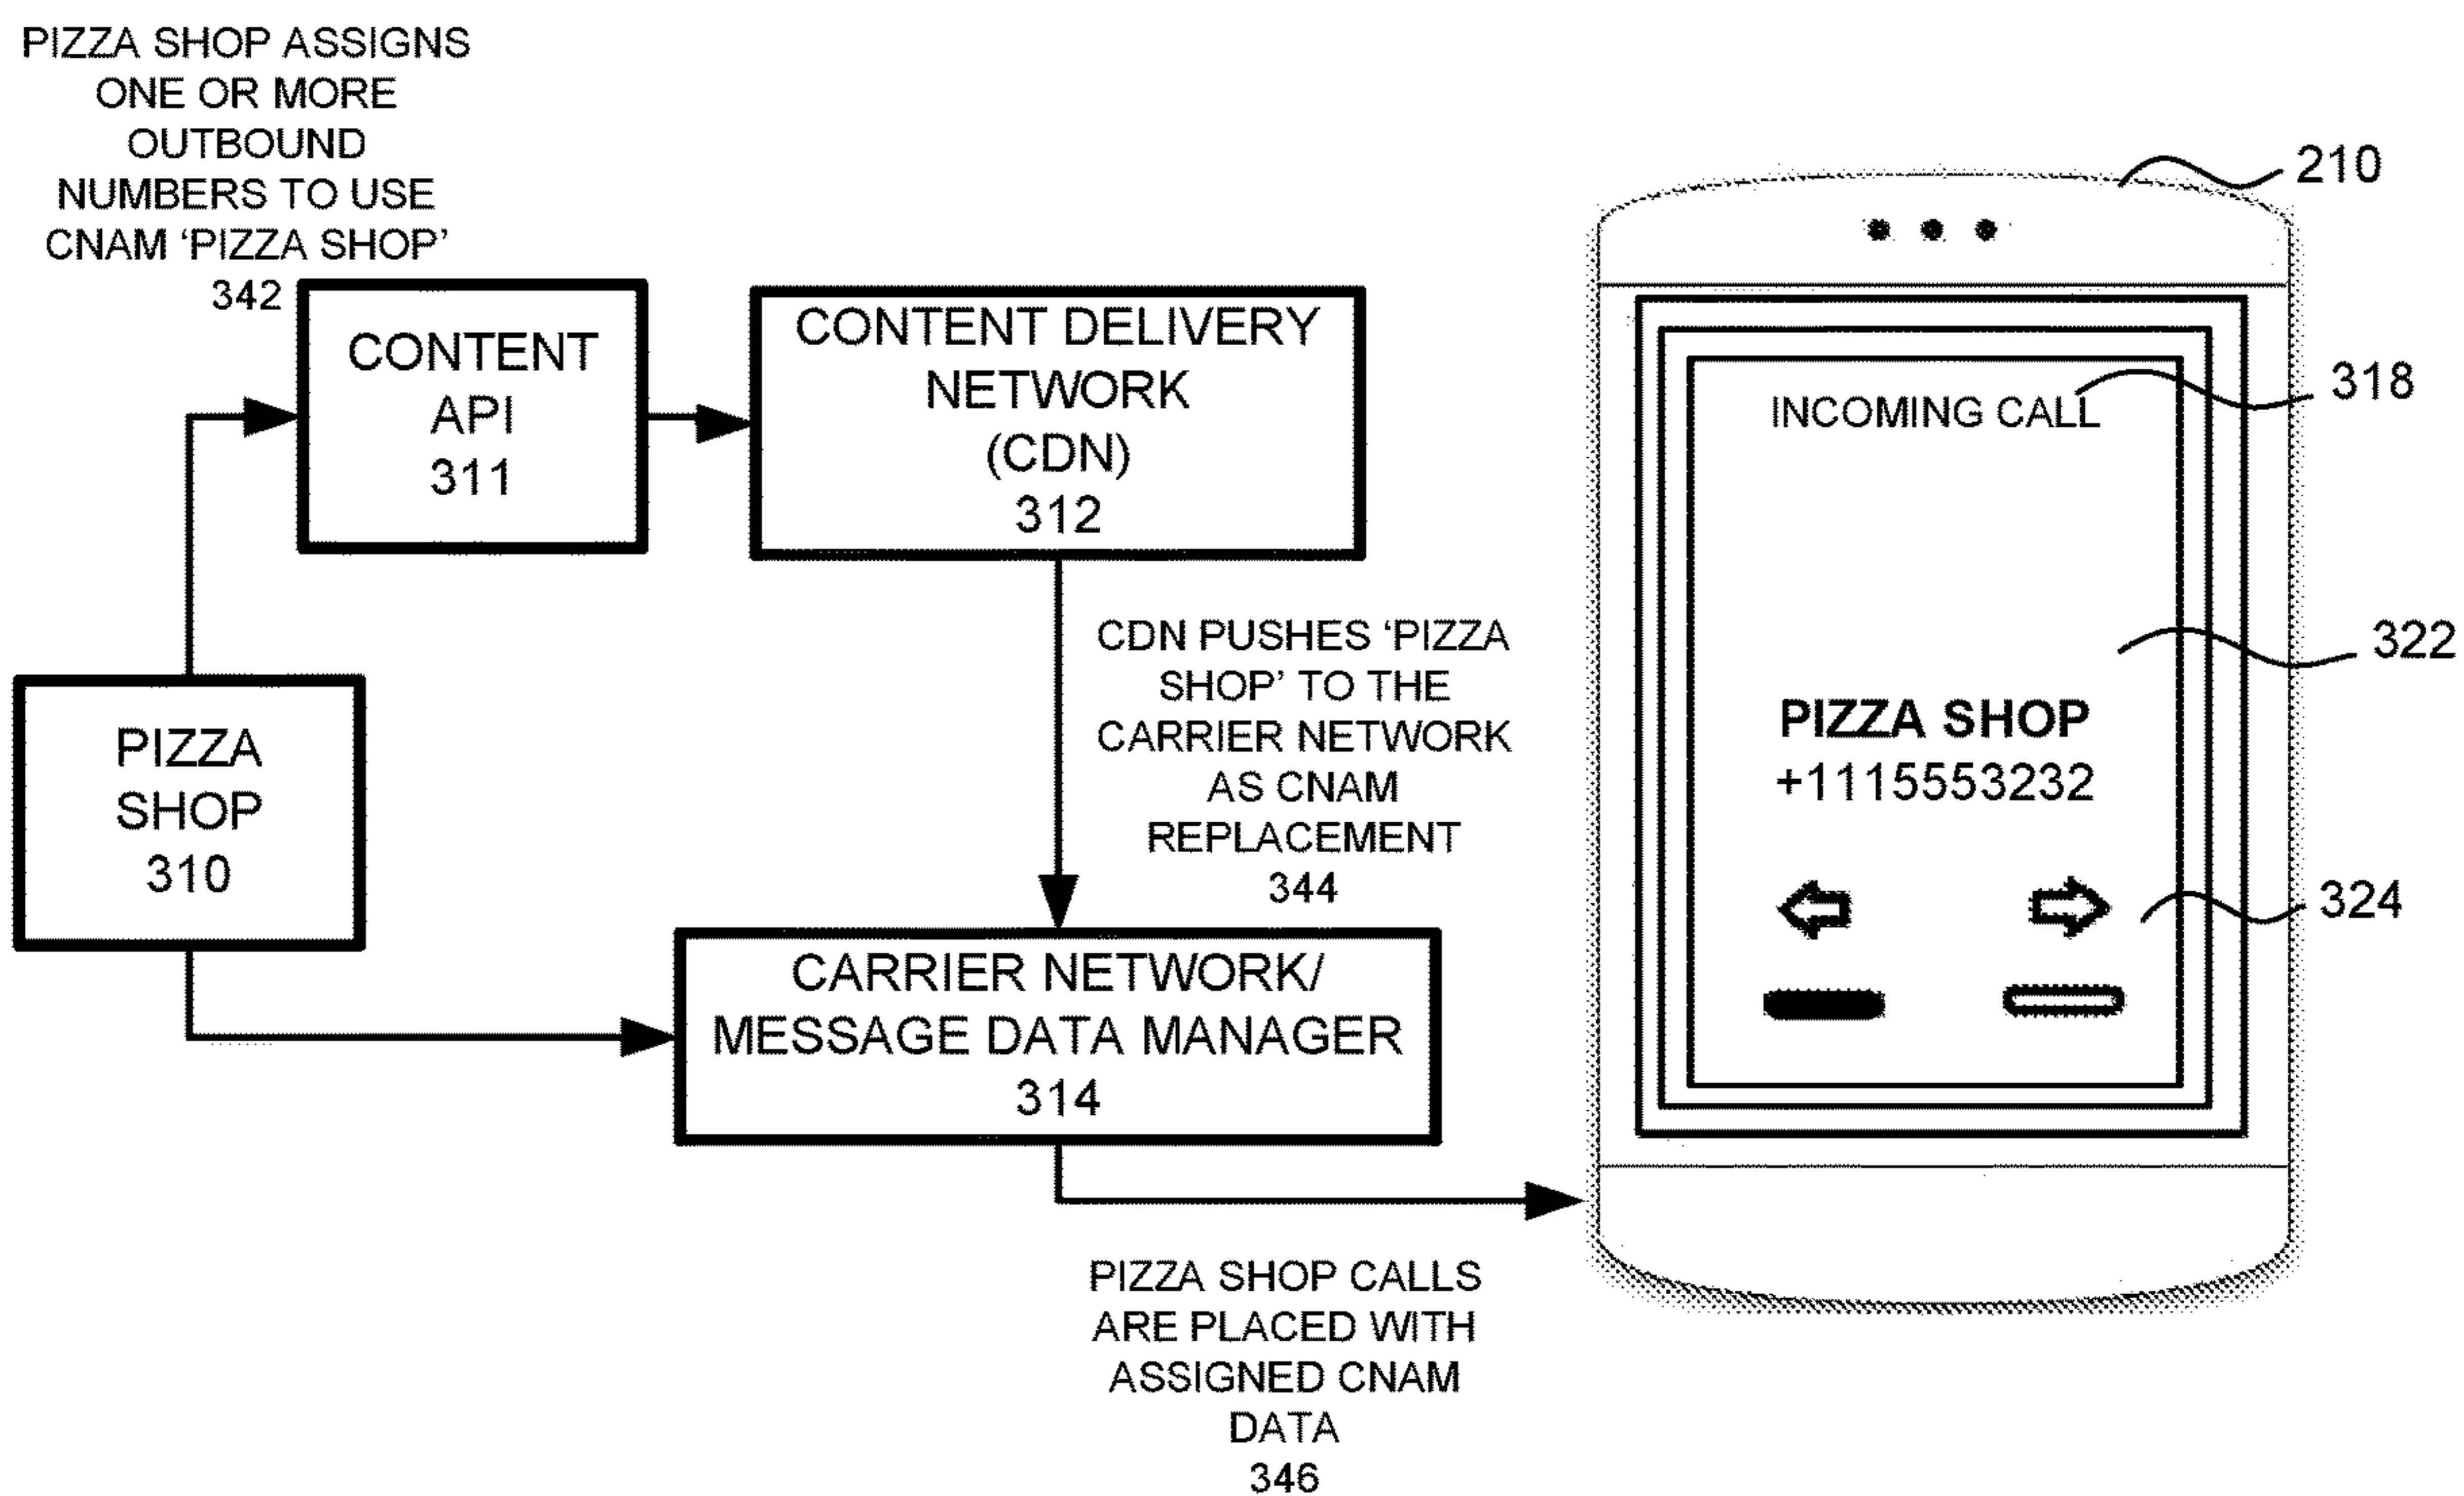 PIZZA SHOP ASSIGNS
ONE OR MORE
OUTBOUND
NUMBERS TO USE
CNAM ‘PIZZA SHOP’
342
CONTENT
API
311
CONTENT DELIVERY
NETWORK
(CDN)
312
PIZZA
SHOP
310
CDN PUSHES ‘PIZZA
SHOP’ TO THE
CARRIER NETWORK
AS CNAM
REPLACEMENT
344
CARRIER NETWORK/
MESSAGE DATA MANAGER
314
PIZZA SHOP CALLS
ARE PLACED WITH
ASSIGNED CNAM
DATA
346
210
318
INCOMING CALL
322
PIZZA SHOP
+1115553232
324